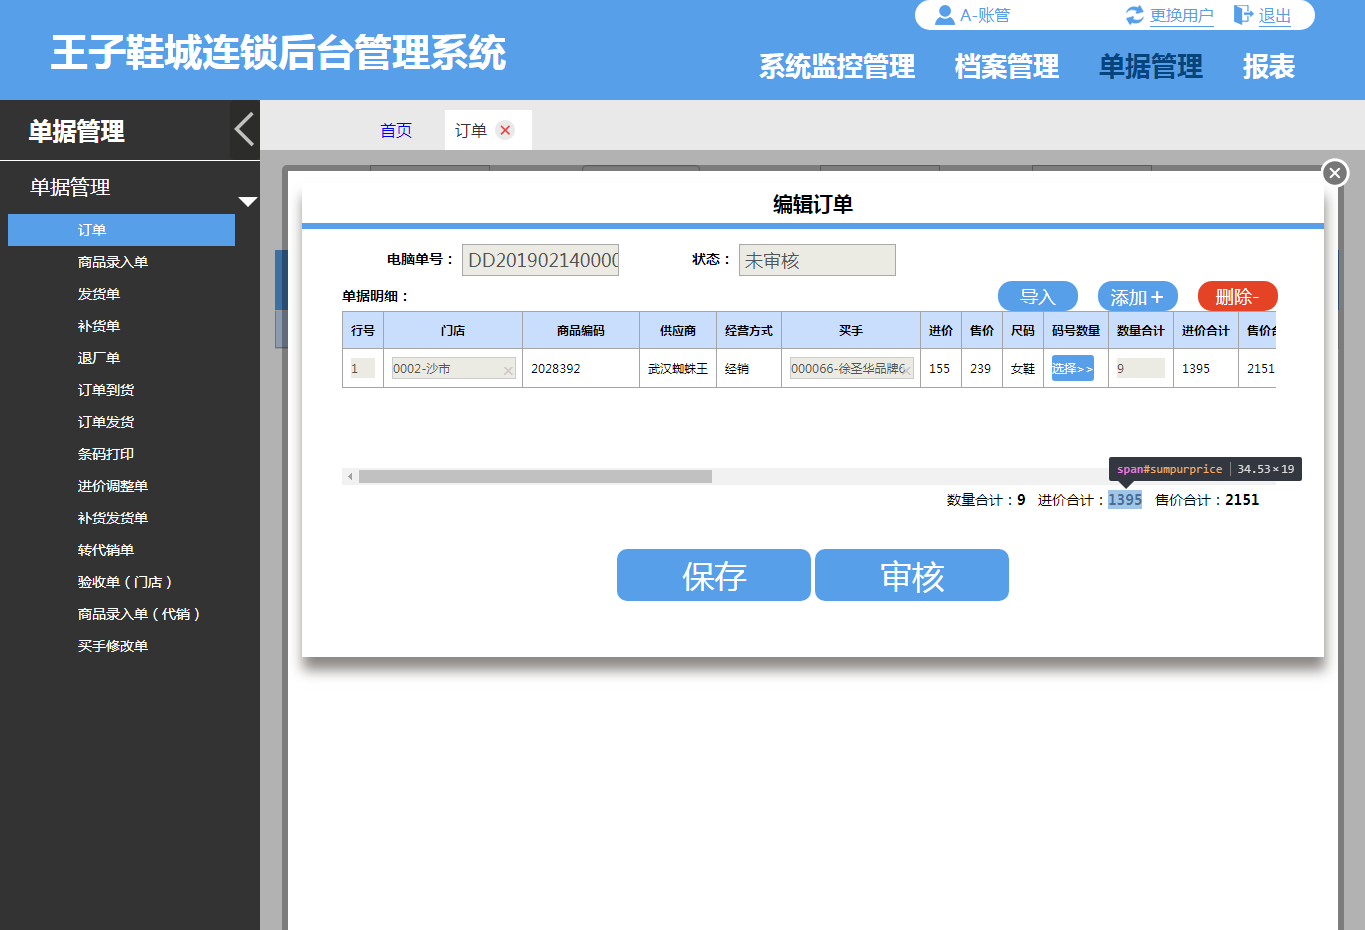 王子鞋城连锁后台管理系统
A-账管 更换用户 退出
系统监控管理 档案管理 单据管理 报表
单据管理
首页 订单
单据管理
订单
商品录入单
发货单
补货单
退厂单
订单到货
订单发货
条码打印
进价调整单
补货发货单
转代销单
验收单（门店）
商品录入单（代销）
买手修改单
编辑订单
电脑单号： DD20190214000 状态： 未审核
单据明细： 导入 添加+ 删除-
行号 门店 商品编码 供应商 经营方式 买手 进价 售价 尺码 码号数量 数量合计 进价合计 售价合
1 0002-沙市 2028392 武汉蜘蛛王 经销 000066-徐圣华品牌 155 239 女鞋 选择>> 9 1395 2151
span#sumpurprice 34.53×19
数量合计：9 进价合计：1395 售价合计：2151
保存 审核